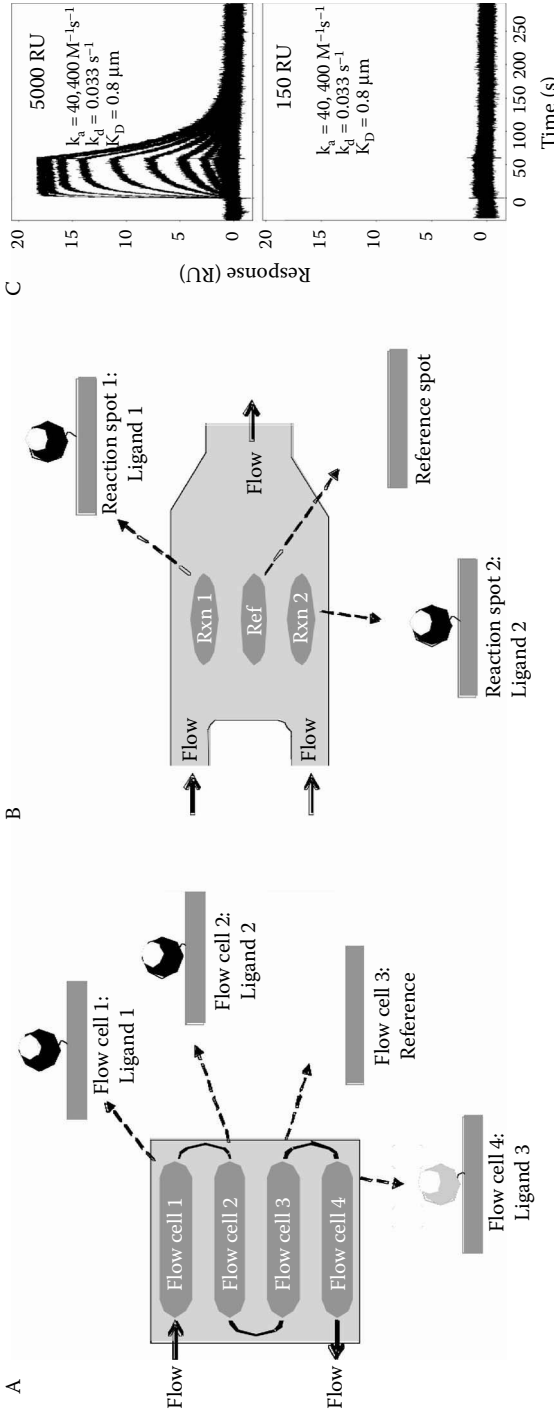 A
Flow
Flow cell 1
Flow cell 2
Flow cell 3
Flow cell 4
Flow
Flow cell 1:
Ligand 1
Flow cell 2:
Ligand 2
Flow cell 3:
Reference
Flow cell 4:
Ligand 3
B
Flow
Flow
Rxn 1
Ref
Rxn 2
Flow
Reaction spot 1:
Ligand 1
Reference spot
Reaction spot 2:
Ligand 2
C
Response (RU)
20
15
10
5
0
5000 RU
kₐ = 40,400 M⁻¹s⁻¹
k_d = 0.033 s⁻¹
K_D = 0.8 μm
20
15
10
5
0
150 RU
kₐ = 40,400 M⁻¹s⁻¹
k_d = 0.033 s⁻¹
K_D = 0.8 μm
0 50 100 150 200 250
Time (s)